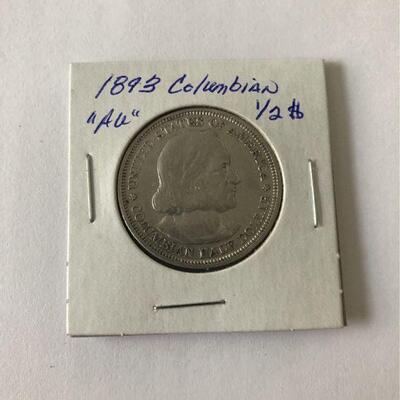 1893 Columbian
"AU" 1/2 $
UNITED STATES OF AMERICA
COLUMBIAN HALF DOLLAR